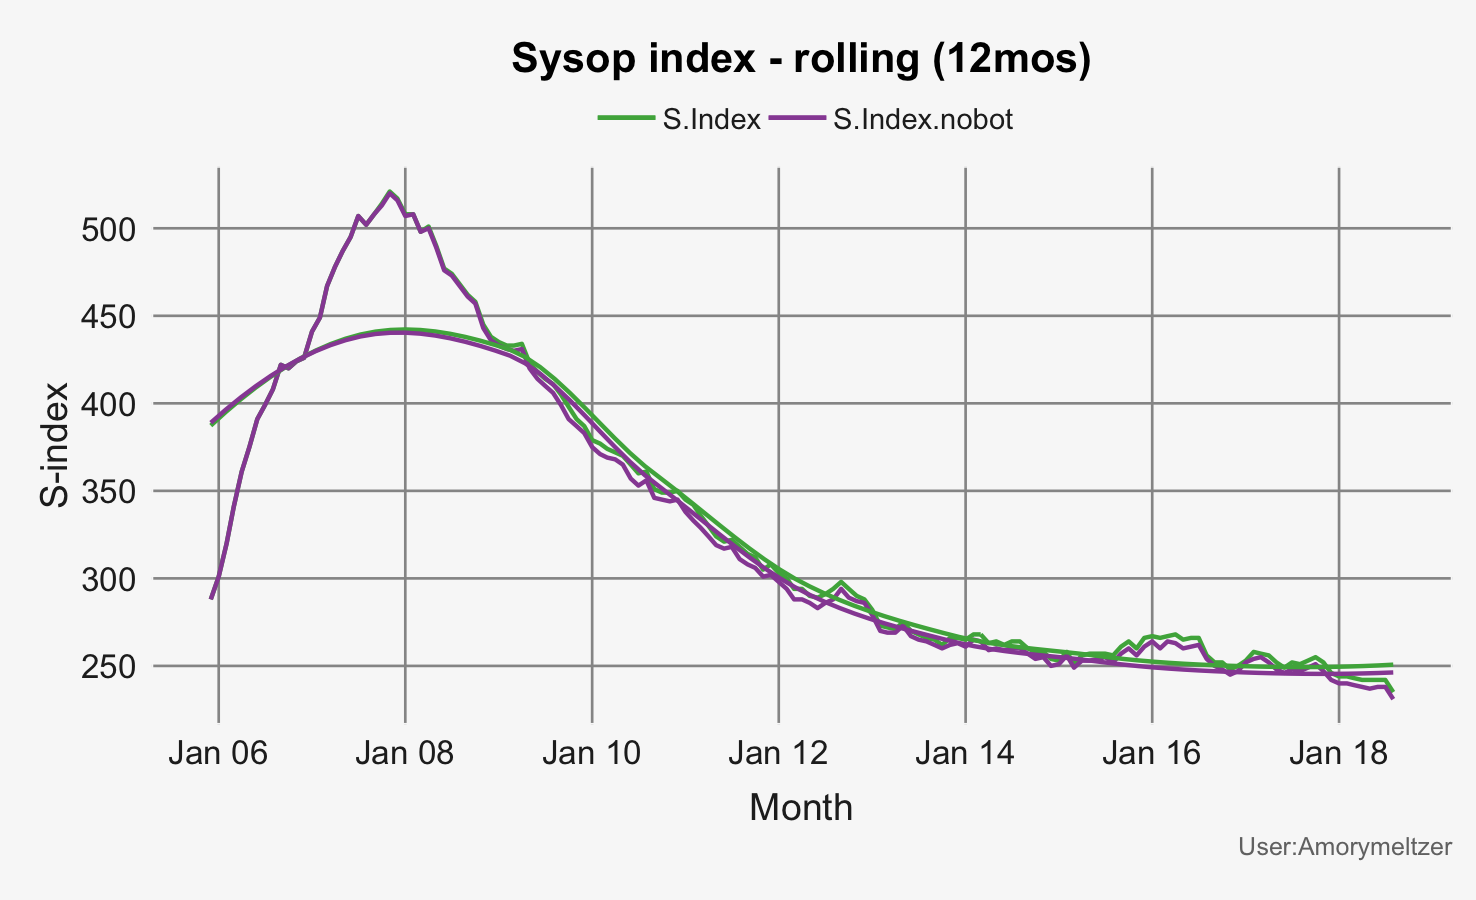 Sysop index - rolling (12mos)
S.Index S.Index.nobot
500
450
400
350
300
250
S-index
Jan 06 Jan 08 Jan 10 Jan 12 Jan 14 Jan 16 Jan 18
Month
User:Amorymeltzer